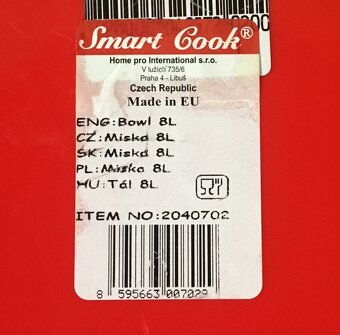 Smart Cook®
Home pro International s.r.o.
V lužích 735/6
Praha 4 - Libuš
Czech Republic
Made in EU
ENG:Bowl 8L
CZ:Miska 8L
SK:Miska 8L
PL:Miska 8L
HU:Tál 8L
ITEM NO:2040702
8 595663 007029